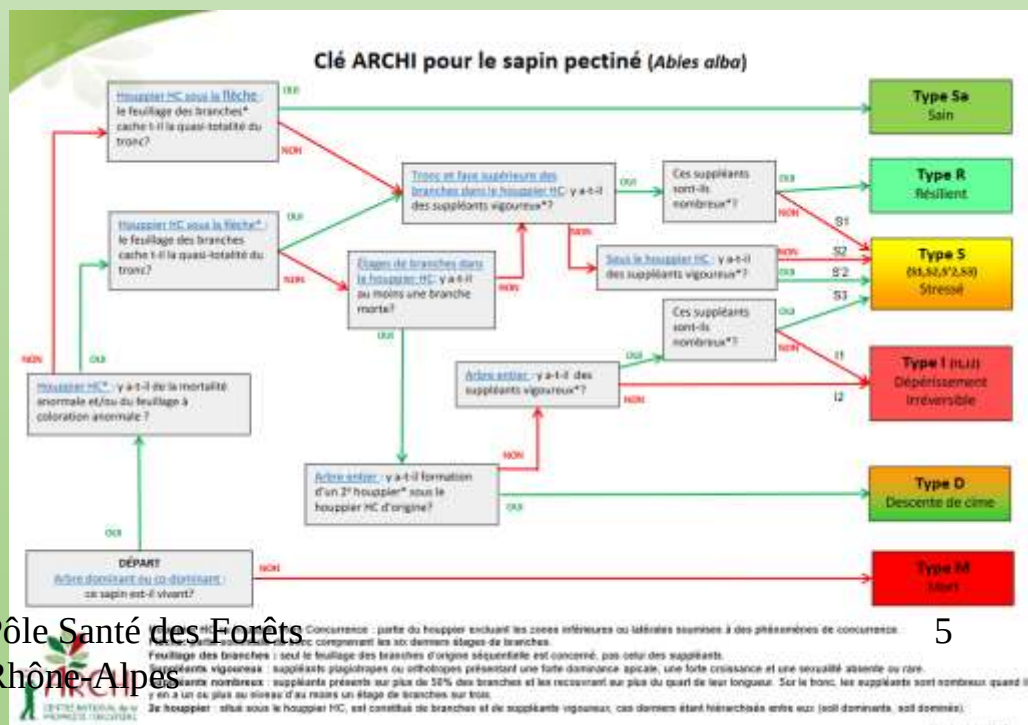 Clé ARCHI pour le sapin pectiné (Abies alba)
Houppier HC sous la flèche :
le feuillage des branches*
cache t-il la quasi-totalité du
tronc?
OUI
NON
Type Sa
Sain
Tronc et face supérieure des
branches dans le houppier HC: y a-t-il
des suppléants vigoureux*?
OUI
NON
Ces suppléants
sont-ils
nombreux*?
OUI
NON
Type R
Résilient
Houppier HC sous la flèche* :
le feuillage des branches
cache t-il la quasi-totalité du
tronc?
OUI
NON
S1
S2
S'2
S3
Étages de branches dans
le houppier HC: y a-t-il
au moins une branche
morte?
NON
OUI
Sous le houppier HC : y a-t-il
des suppléants vigoureux*?
NON
OUI
Type S
(S1,S2,S'2,S3)
Stressé
Ces suppléants
sont-ils
nombreux*?
OUI
NON
I1
I2
Houppier HC* : y a-t-il de la mortalité
anormale et/ou du feuillage à
coloration anormale ?
NON
OUI
Arbre entier : y a-t-il des
suppléants vigoureux*?
OUI
NON
Type I (I1,I2)
Dépérissement
irréversible
Arbre entier : y a-t-il formation
d'un 2e houppier* sous le
houppier HC d'origine?
NON
OUI
Type D
Descente de cime
DÉPART
Arbre dominant ou co-dominant :
ce sapin est-il vivant?
OUI
NON
Type M
Mort
Pôle Santé des Forêts
Rhône-Alpes
5
Concurrence : partie du houppier excluant les zones inférieures ou latérales soumises à des phénomènes de concurrence.
comprenant les six derniers étages de branches.
Feuillage des branches : seul le feuillage des branches d'origine séquentielle est concerné, pas celui des suppléants.
Suppléants vigoureux : suppléants plagiotropes ou orthotropes présentant une forte dominance apicale, une forte croissance et une sexualité absente ou rare.
Suppléants nombreux : suppléants présents sur plus de 50% des branches et les recouvrant sur plus du quart de leur longueur. Sur le tronc, les suppléants sont nombreux quand il
y en a un ou plus au niveau d'au moins un étage de branches sur trois.
2e houppier : situé sous le houppier HC, est constitué de branches et de suppléants vigoureux, ces derniers étant hiérarchisés entre eux (soit dominants, soit dominés).
ARCHI
CENTRE NATIONAL de la
PROPRIÉTÉ FORESTIÈRE